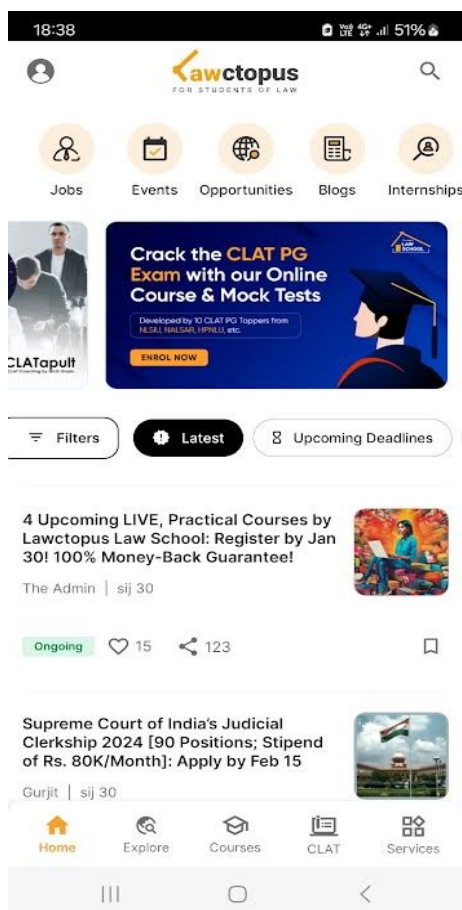 18:38
Vo)) LTE 4G+ 51%
Lawctopus
FOR STUDENTS OF LAW
Jobs
Events
Opportunities
Blogs
Internships
CLATapult
Crack the CLAT PG
Exam with our Online
Course & Mock Tests
Developed by 10 CLAT PG Toppers from
NLSIU, NALSAR, HPNLU, etc.
ENROL NOW
LAW
SCHOOL
Filters
Latest
Upcoming Deadlines
4 Upcoming LIVE, Practical Courses by
Lawctopus Law School: Register by Jan
30! 100% Money-Back Guarantee!
The Admin | sij 30
Ongoing
15
123
Supreme Court of India's Judicial
Clerkship 2024 [90 Positions; Stipend
of Rs. 80K/Month]: Apply by Feb 15
Gurjit | sij 30
Home
Explore
Courses
CLAT
Services